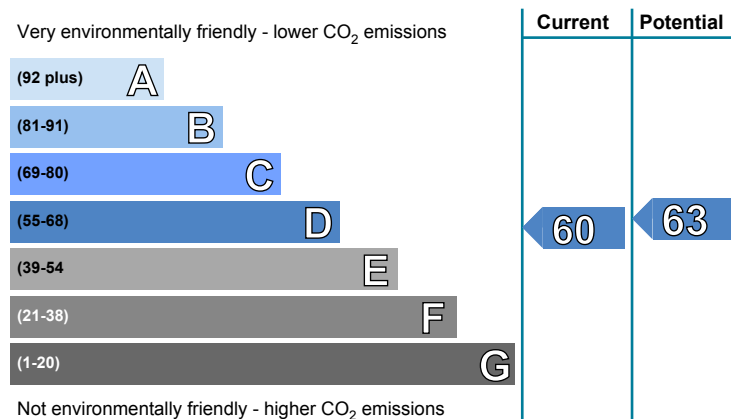 Very environmentally friendly - lower CO₂ emissions
Current
Potential
(92 plus) A
(81-91) B
(69-80) C
(55-68) D
(39-54 E
(21-38) F
(1-20) G
60
63
Not environmentally friendly - higher CO₂ emissions